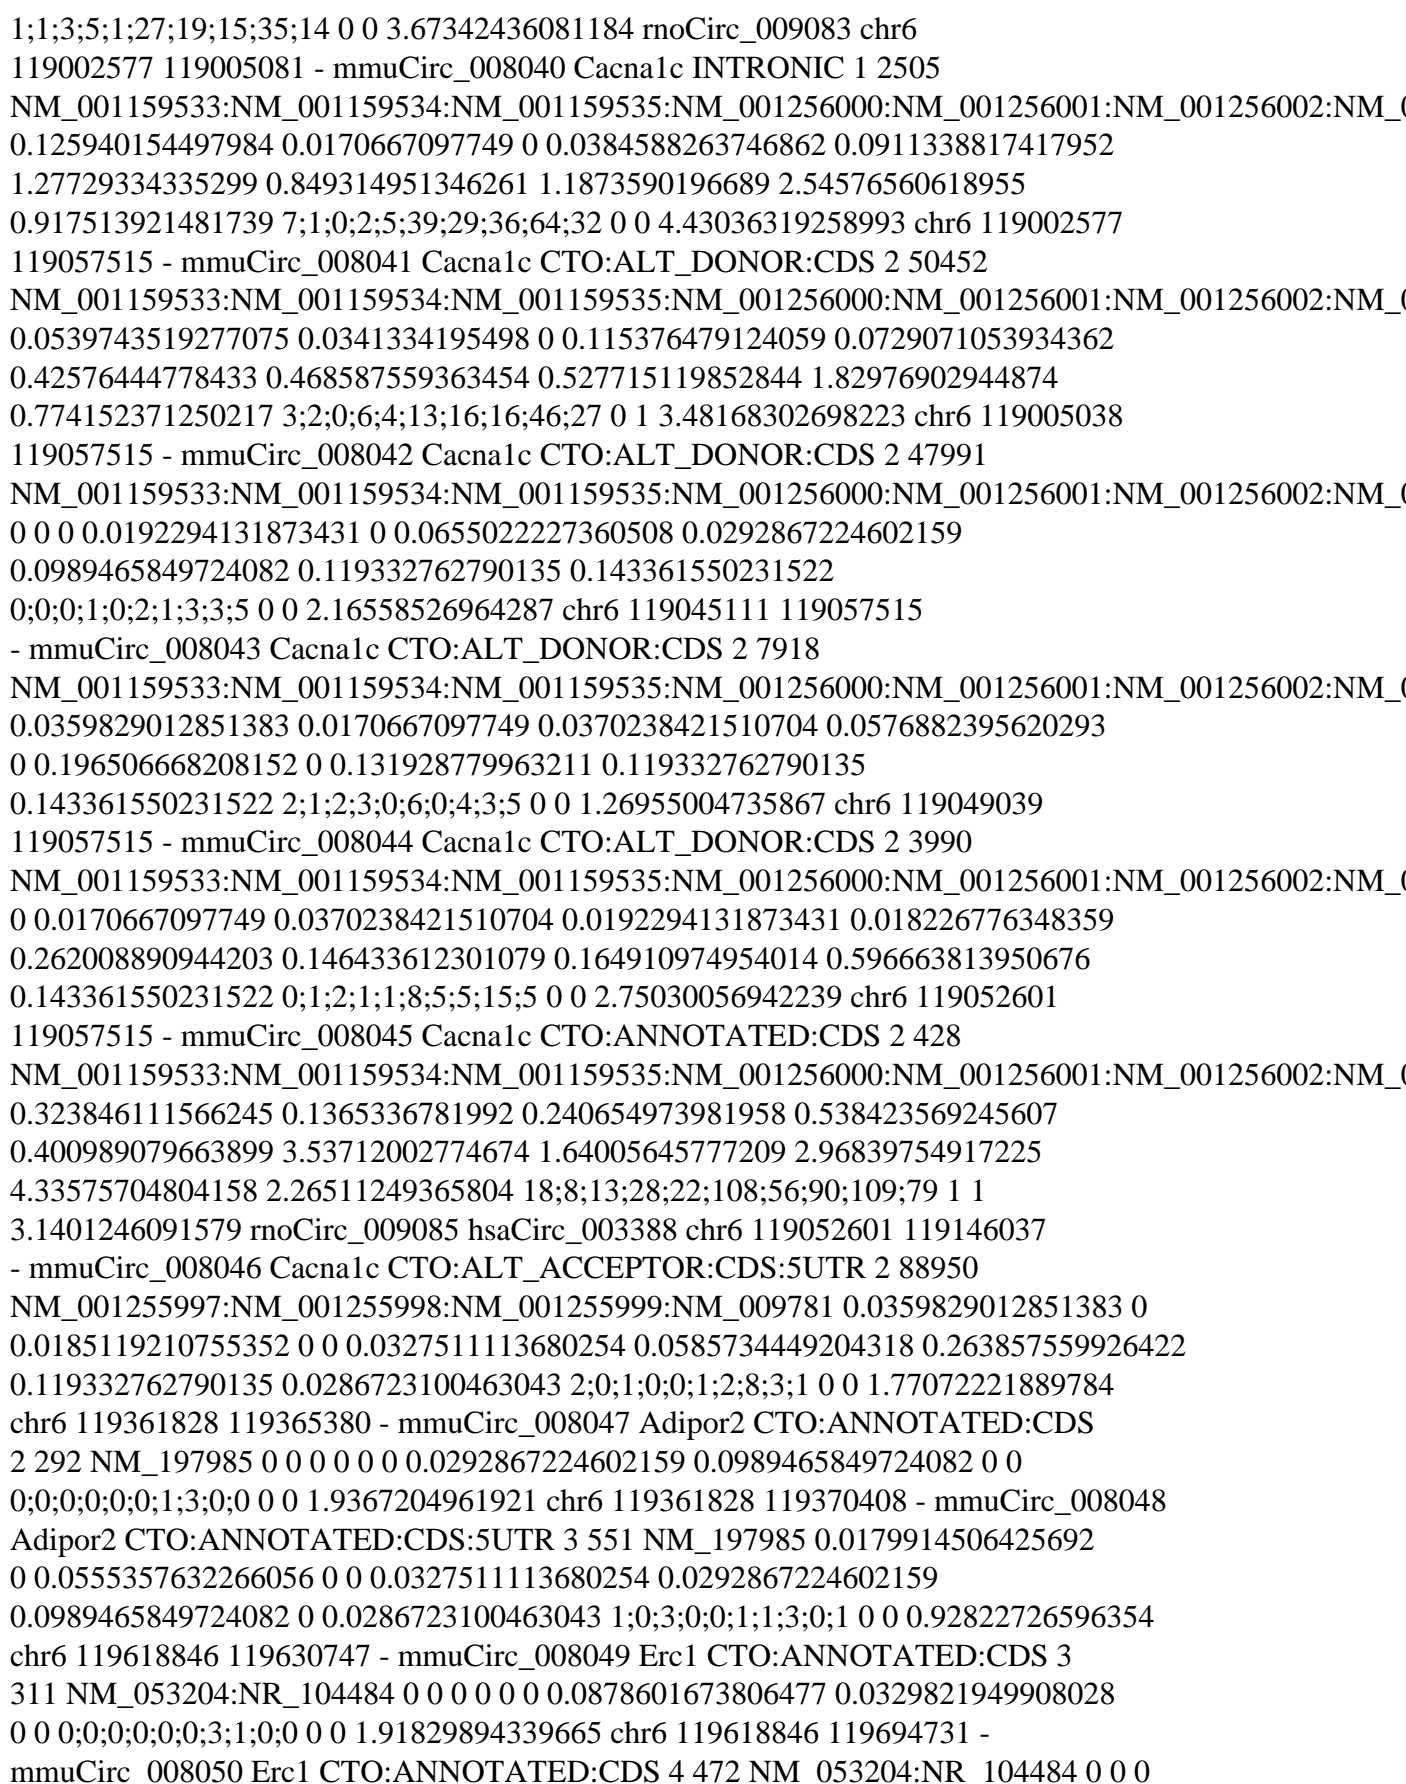 1;1;3;5;1;27;19;15;35;14 0 0 3.67342436081184 rnoCirc_009083 chr6
119002577 119005081 - mmuCirc_008040 Cacna1c INTRONIC 1 2505
NM_001159533:NM_001159534:NM_001159535:NM_001256000:NM_001256001:NM_001256002:NM_0
0.125940154497984 0.0170667097749 0 0.0384588263746862 0.0911338817417952
1.27729334335299 0.849314951346261 1.1873590196689 2.54576560618955
0.917513921481739 7;1;0;2;5;39;29;36;64;32 0 0 4.43036319258993 chr6 119002577
119057515 - mmuCirc_008041 Cacna1c CTO:ALT_DONOR:CDS 2 50452
NM_001159533:NM_001159534:NM_001159535:NM_001256000:NM_001256001:NM_001256002:NM_0
0.0539743519277075 0.0341334195498 0 0.115376479124059 0.0729071053934362
0.42576444778433 0.468587559363454 0.527715119852844 1.82976902944874
0.774152371250217 3;2;0;6;4;13;16;16;46;27 0 1 3.48168302698223 chr6 119005038
119057515 - mmuCirc_008042 Cacna1c CTO:ALT_DONOR:CDS 2 47991
NM_001159533:NM_001159534:NM_001159535:NM_001256000:NM_001256001:NM_001256002:NM_0
0 0 0 0.0192294131873431 0 0.0655022227360508 0.0292867224602159
0.0989465849724082 0.119332762790135 0.143361550231522
0;0;0;1;0;2;1;3;3;5 0 0 2.16558526964287 chr6 119045111 119057515
- mmuCirc_008043 Cacna1c CTO:ALT_DONOR:CDS 2 7918
NM_001159533:NM_001159534:NM_001159535:NM_001256000:NM_001256001:NM_001256002:NM_0
0.0359829012851383 0.0170667097749 0.0370238421510704 0.0576882395620293
0 0.196506668208152 0 0.131928779963211 0.119332762790135
0.143361550231522 2;1;2;3;0;6;0;4;3;5 0 0 1.26955004735867 chr6 119049039
119057515 - mmuCirc_008044 Cacna1c CTO:ALT_DONOR:CDS 2 3990
NM_001159533:NM_001159534:NM_001159535:NM_001256000:NM_001256001:NM_001256002:NM_0
0 0.0170667097749 0.0370238421510704 0.0192294131873431 0.018226776348359
0.262008890944203 0.146433612301079 0.164910974954014 0.596663813950676
0.143361550231522 0;1;2;1;1;8;5;5;15;5 0 0 2.75030056942239 chr6 119052601
119057515 - mmuCirc_008045 Cacna1c CTO:ANNOTATED:CDS 2 428
NM_001159533:NM_001159534:NM_001159535:NM_001256000:NM_001256001:NM_001256002:NM_0
0.323846111566245 0.1365336781992 0.240654973981958 0.538423569245607
0.400989079663899 3.53712002774674 1.64005645777209 2.96839754917225
4.33575704804158 2.26511249365804 18;8;13;28;22;108;56;90;109;79 1 1
3.1401246091579 rnoCirc_009085 hsaCirc_003388 chr6 119052601 119146037
- mmuCirc_008046 Cacna1c CTO:ALT_ACCEPTOR:CDS:5UTR 2 88950
NM_001255997:NM_001255998:NM_001255999:NM_009781 0.0359829012851383 0
0.0185119210755352 0 0 0.0327511113680254 0.0585734449204318 0.263857559926422
0.119332762790135 0.0286723100463043 2;0;1;0;0;1;2;8;3;1 0 0 1.77072221889784
chr6 119361828 119365380 - mmuCirc_008047 Adipor2 CTO:ANNOTATED:CDS
2 292 NM_197985 0 0 0 0 0 0 0.0292867224602159 0.0989465849724082 0 0
0;0;0;0;0;0;1;3;0;0 0 0 1.9367204961921 chr6 119361828 119370408 - mmuCirc_008048
Adipor2 CTO:ANNOTATED:CDS:5UTR 3 551 NM_197985 0.0179914506425692
0 0.0555357632266056 0 0 0.0327511113680254 0.0292867224602159
0.0989465849724082 0 0.0286723100463043 1;0;3;0;0;1;1;3;0;1 0 0 0.92822726596354
chr6 119618846 119630747 - mmuCirc_008049 Erc1 CTO:ANNOTATED:CDS 3
311 NM_053204:NR_104484 0 0 0 0 0 0 0.0878601673806477 0.0329821949908028
0 0 0;0;0;0;0;0;3;1;0;0 0 0 1.91829894339665 chr6 119618846 119694731 -
mmuCirc_008050 Erc1 CTO:ANNOTATED:CDS 4 472 NM_053204:NR_104484 0 0 0